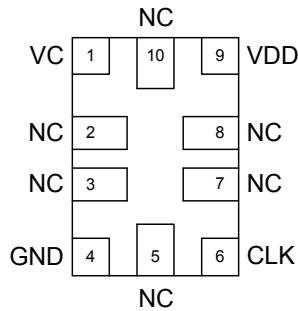 NC
VC 1 10 9 VDD
NC 2 8 NC
NC 3 7 NC
GND 4 5 6 CLK
NC